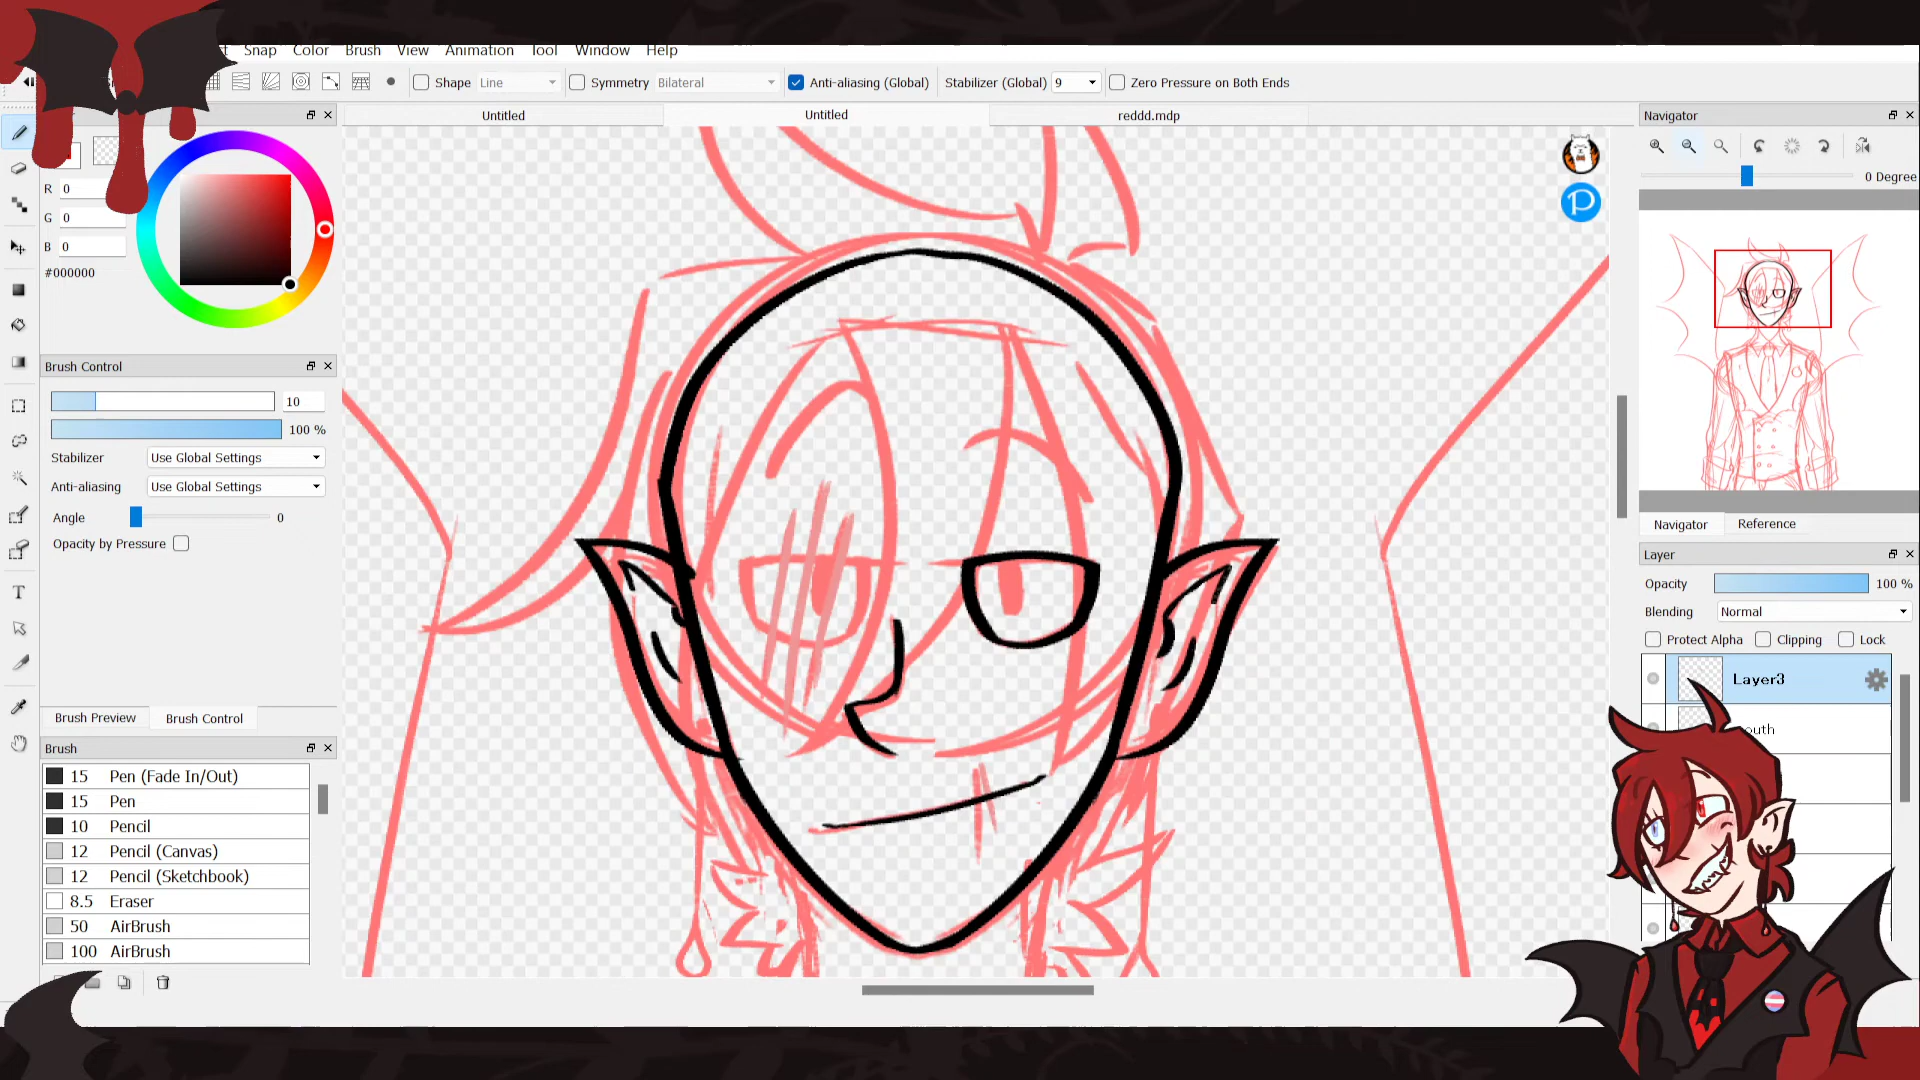 Snap Color Brush View Animation Tool Window Help
Shape Line Symmetry Bilateral Anti-aliasing (Global) Stabilizer (Global) 9 Zero Pressure on Both Ends
Untitled Untitled reddd.mdp
R 0
G 0
B 0
#000000
Brush Control
10
100 %
Stabilizer Use Global Settings
Anti-aliasing Use Global Settings
Angle 0
Opacity by Pressure
Brush Preview Brush Control
Brush
15 Pen (Fade In/Out)
15 Pen
10 Pencil
12 Pencil (Canvas)
12 Pencil (Sketchbook)
8.5 Eraser
50 AirBrush
100 AirBrush
P
Navigator
0 Degree
Navigator Reference
Layer
Opacity 100 %
Blending Normal
Protect Alpha Clipping Lock
Layer3
outh